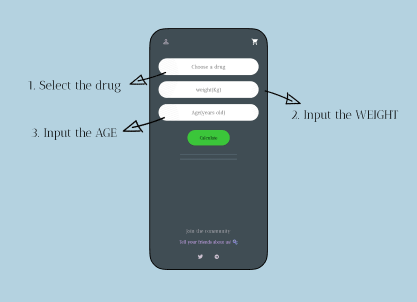 1. Select the drug
2. Input the WEIGHT
3. Input the AGE
Choose a drug
weight(Kg)
Age(years old)
Calculate
join the community
Tell your friends about us